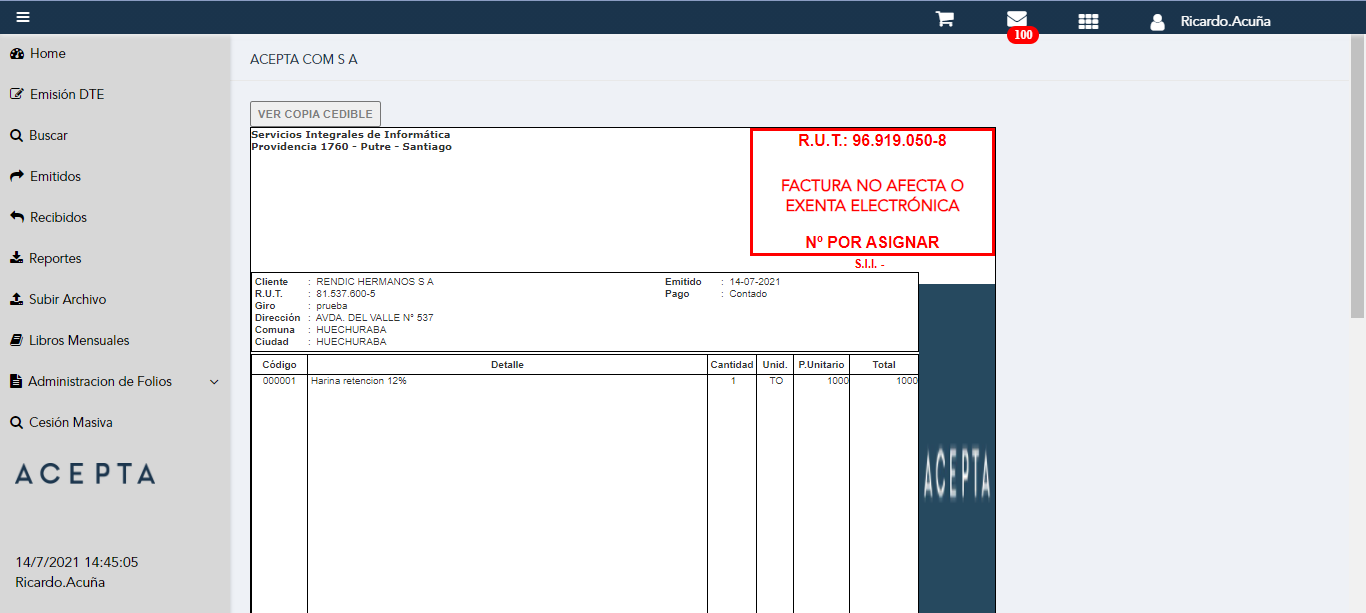 100
Ricardo.Acuña
Home
Emisión DTE
Buscar
Emitidos
Recibidos
Reportes
Subir Archivo
Libros Mensuales
Administracion de Folios
Cesión Masiva
ACEPTA
14/7/2021 14:45:05
Ricardo.Acuña
ACEPTA COM S A
VER COPIA CEDIBLE
Servicios Integrales de Informática
Providencia 1760 - Putre - Santiago
R.U.T.: 96.919.050-8
FACTURA NO AFECTA O
EXENTA ELECTRÓNICA
Nº POR ASIGNAR
S.I.I. -
Cliente : RENDIC HERMANOS S A Emitido : 14-07-2021
R.U.T. : 81.537.600-5 Pago : Contado
Giro : prueba
Dirección : AVDA. DEL VALLE N° 537
Comuna : HUECHURABA
Ciudad : HUECHURABA
Código Detalle Cantidad Unid. P.Unitario Total
000001 Harina retencion 12% 1 TO 1000 1000
ACEPTA